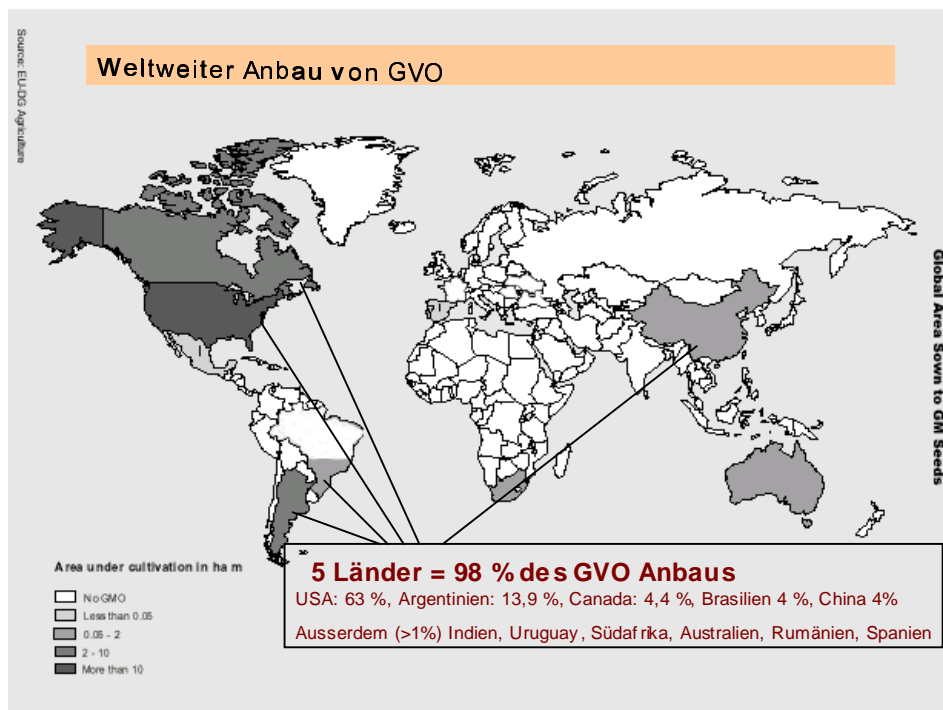 Source: EU-DG Agriculture
Weltweiter Anbau von GVO
Global Area Sown to GM Seeds
Area under cultivation in ha m
No GMO
Less than 0.05
0.05 - 2
2 - 10
More than 10
5 Länder = 98 % des GVO Anbaus
USA: 63 %, Argentinien: 13,9 %, Canada: 4,4 %, Brasilien 4 %, China 4%
Ausserdem (>1%) Indien, Uruguay, Südafrika, Australien, Rumänien, Spanien